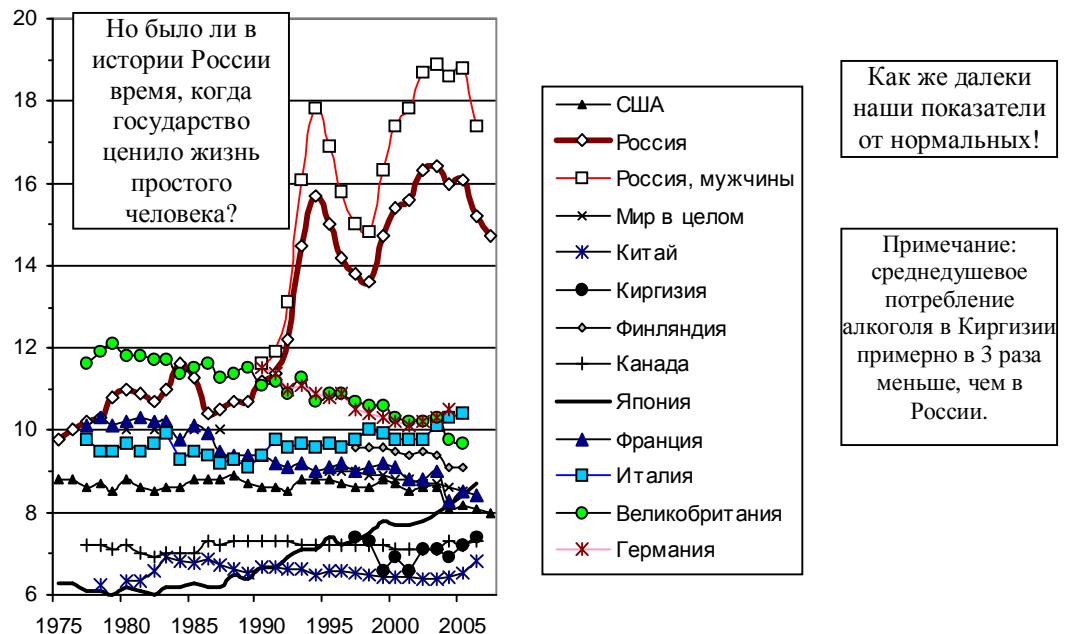 20
18
16
14
12
10
8
6
1975 1980 1985 1990 1995 2000 2005
Но было ли в
истории России
время, когда
государство
ценило жизнь
простого
человека?
США
Россия
Россия, мужчины
Мир в целом
Китай
Киргизия
Финляндия
Канада
Япония
Франция
Италия
Великобритания
Германия
Как же далеки
наши показатели
от нормальных!
Примечание:
среднедушевое
потребление
алкоголя в Киргизии
примерно в 3 раза
меньше, чем в
России.